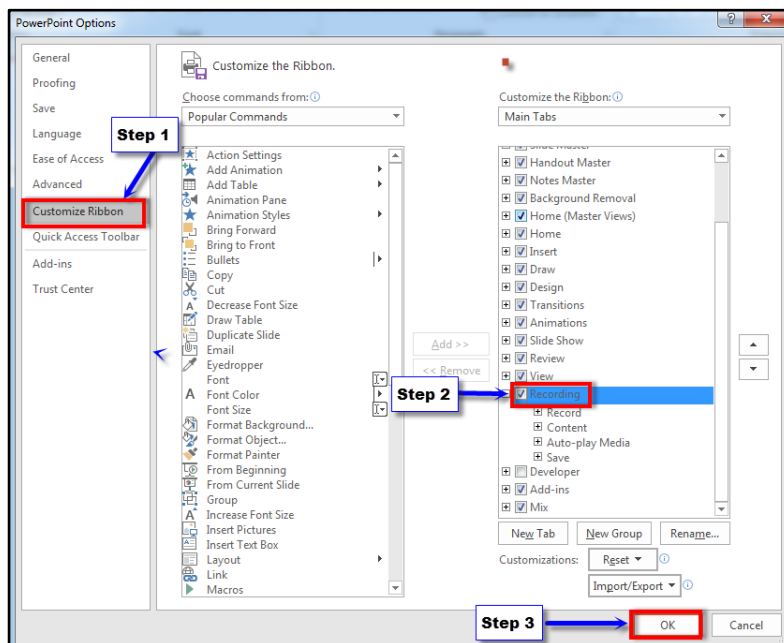 PowerPoint Options
General
Proofing
Save
Language
Ease of Access
Advanced
Customize Ribbon
Quick Access Toolbar
Add-ins
Trust Center
Step 1
Customize the Ribbon.
Choose commands from:
Popular Commands
Action Settings
Add Animation
Add Table
Animation Pane
Animation Styles
Bring Forward
Bring to Front
Bullets
Copy
Cut
Decrease Font Size
Draw Table
Duplicate Slide
Email
Eyedropper
Font
Font Color
Font Size
Format Background...
Format Object...
Format Painter
From Beginning
From Current Slide
Group
Increase Font Size
Insert Pictures
Insert Text Box
Layout
Link
Macros
Add >>
<< Remove
Step 2
Customize the Ribbon:
Main Tabs
Slide Master
Handout Master
Notes Master
Background Removal
Home (Master Views)
Home
Insert
Draw
Design
Transitions
Animations
Slide Show
Review
View
Recording
Record
Content
Auto-play Media
Save
Developer
Add-ins
Mix
New Tab New Group Rename...
Customizations: Reset
Import/Export
Step 3
OK Cancel